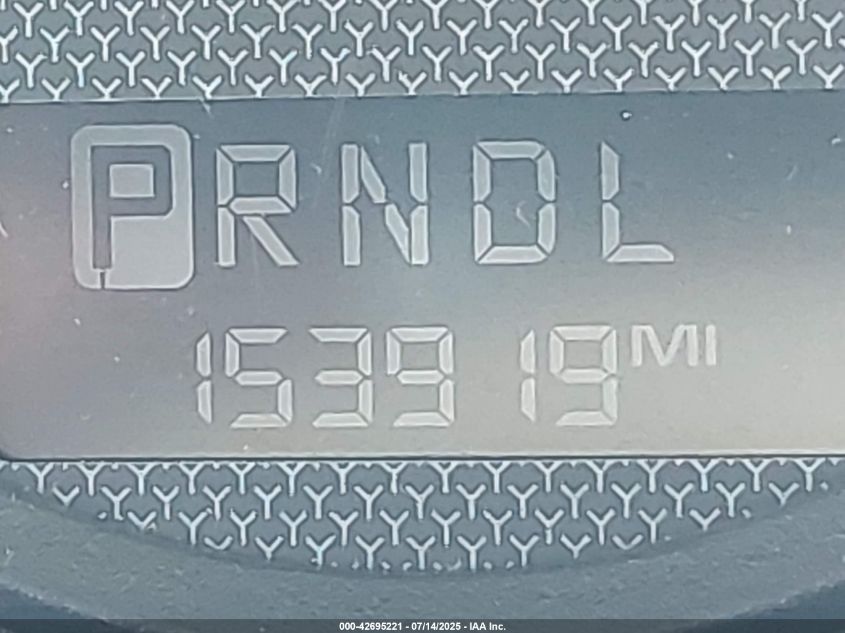 PRNDL
153919MI
000-42695221 - 07/14/2025 - IAA Inc.